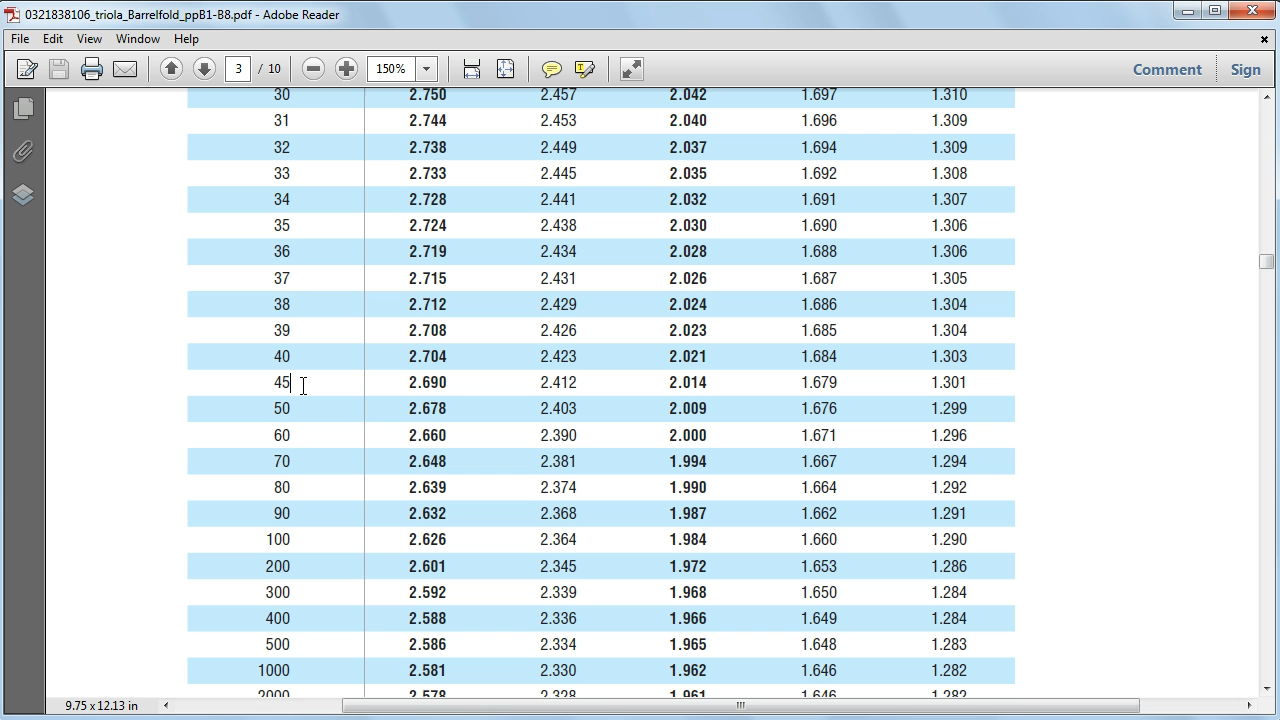 0321838106_triola_Barrelfold_ppB1-B8.pdf - Adobe Reader
File Edit View Window Help
3 / 10 150% Comment Sign
30 2.750 2.457 2.042 1.697 1.310
31 2.744 2.453 2.040 1.696 1.309
32 2.738 2.449 2.037 1.694 1.309
33 2.733 2.445 2.035 1.692 1.308
34 2.728 2.441 2.032 1.691 1.307
35 2.724 2.438 2.030 1.690 1.306
36 2.719 2.434 2.028 1.688 1.306
37 2.715 2.431 2.026 1.687 1.305
38 2.712 2.429 2.024 1.686 1.304
39 2.708 2.426 2.023 1.685 1.304
40 2.704 2.423 2.021 1.684 1.303
45 2.690 2.412 2.014 1.679 1.301
50 2.678 2.403 2.009 1.676 1.299
60 2.660 2.390 2.000 1.671 1.296
70 2.648 2.381 1.994 1.667 1.294
80 2.639 2.374 1.990 1.664 1.292
90 2.632 2.368 1.987 1.662 1.291
100 2.626 2.364 1.984 1.660 1.290
200 2.601 2.345 1.972 1.653 1.286
300 2.592 2.339 1.968 1.650 1.284
400 2.588 2.336 1.966 1.649 1.284
500 2.586 2.334 1.965 1.648 1.283
1000 2.581 2.330 1.962 1.646 1.282
2000 2.578 2.328 1.961 1.646 1.282
9.75 x 12.13 in